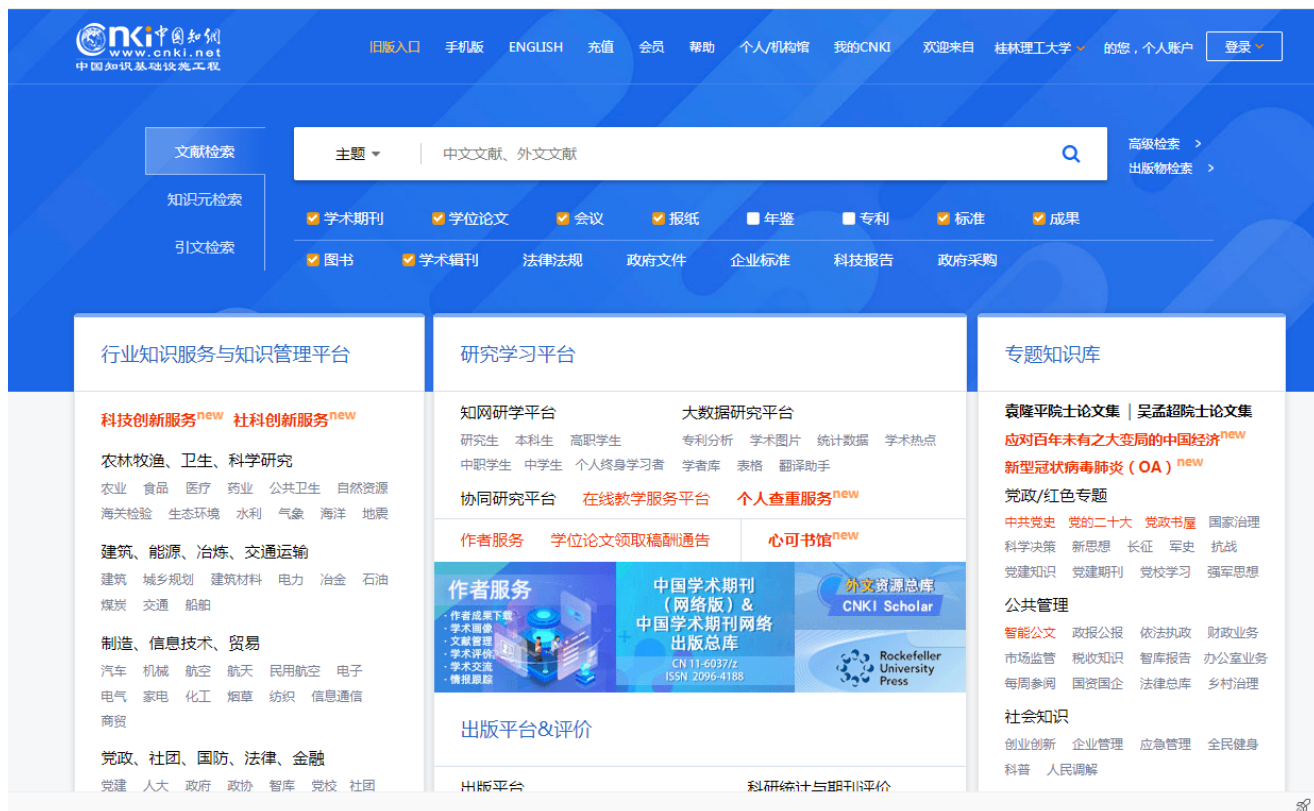 cnki中国知网
www.cnki.net
中国知识基础设施工程
旧版入口 手机版 ENGLISH 充值 会员 帮助 个人/机构馆 我的CNKI 欢迎来自 桂林理工大学 的您，个人账户 登录
文献检索
知识元检索
引文检索
主题 中文文献、外文文献
高级检索 >
出版物检索 >
学术期刊 学位论文 会议 报纸 年鉴 专利 标准 成果
图书 学术辑刊 法律法规 政府文件 企业标准 科技报告 政府采购
行业知识服务与知识管理平台
科技创新服务new 社科创新服务new
农林牧渔、卫生、科学研究
农业 食品 医疗 药业 公共卫生 自然资源
海关检验 生态环境 水利 气象 海洋 地震
建筑、能源、冶炼、交通运输
建筑 城乡规划 建筑材料 电力 冶金 石油
煤炭 交通 船舶
制造、信息技术、贸易
汽车 机械 航空 航天 民用航空 电子
电气 家电 化工 烟草 纺织 信息通信
商贸
党政、社团、国防、法律、金融
党建 人大 政府 政协 智库 党校 社团
研究学习平台
知网研学平台
研究生 本科生 高职学生
中职学生 中学生 个人终身学习者
大数据研究平台
专利分析 学术图片 统计数据 学术热点
学者库 表格 翻译助手
协同研究平台 在线教学服务平台 个人查重服务new
作者服务 学位论文领取稿酬通告 心可书馆new
作者服务
·作者成果下载
·学术画像
·文献管理
·学术评价
·学术交流
·情报跟踪
中国学术期刊
（网络版）&
中国学术期刊网络
出版总库
CN 11-6037/z
ISSN 2096-4188
外文资源总库
CNKI Scholar
Rockefeller
University
Press
出版平台&评价
出版平台 科研统计与期刊评价
专题知识库
袁隆平院士论文集 | 吴孟超院士论文集
应对百年未有之大变局的中国经济new
新型冠状病毒肺炎（OA）new
党政/红色专题
中共党史 党的二十大 党政书屋 国家治理
科学决策 新思想 长征 军史 抗战
党建知识 党建期刊 党校学习 强军思想
公共管理
智能公文 政报公报 依法执政 财政业务
市场监管 税收知识 智库报告 办公室业务
每周参阅 国资国企 法律总库 乡村治理
社会知识
创业创新 企业管理 应急管理 全民健身
科普 人民调解